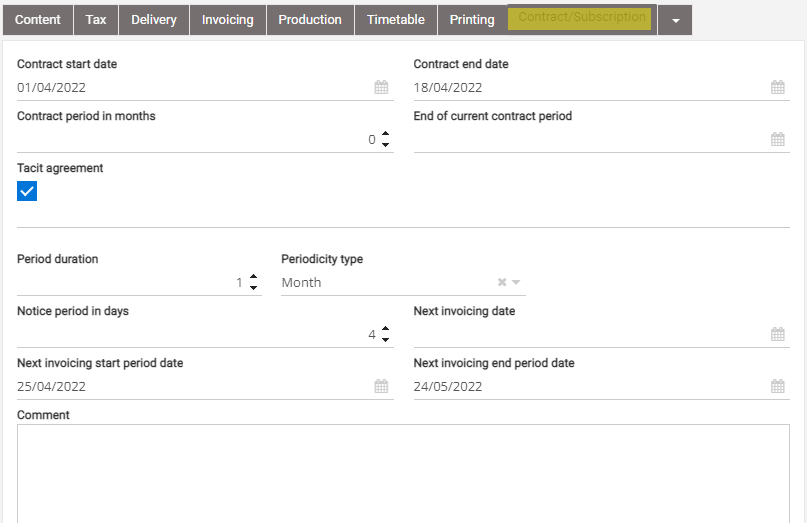 Content Tax Delivery Invoicing Production Timetable Printing Contract/Subscription
Contract start date Contract end date
01/04/2022 18/04/2022
Contract period in months End of current contract period
0
Tacit agreement
Period duration Periodicity type
1 Month
Notice period in days Next invoicing date
4
Next invoicing start period date Next invoicing end period date
25/04/2022 24/05/2022
Comment